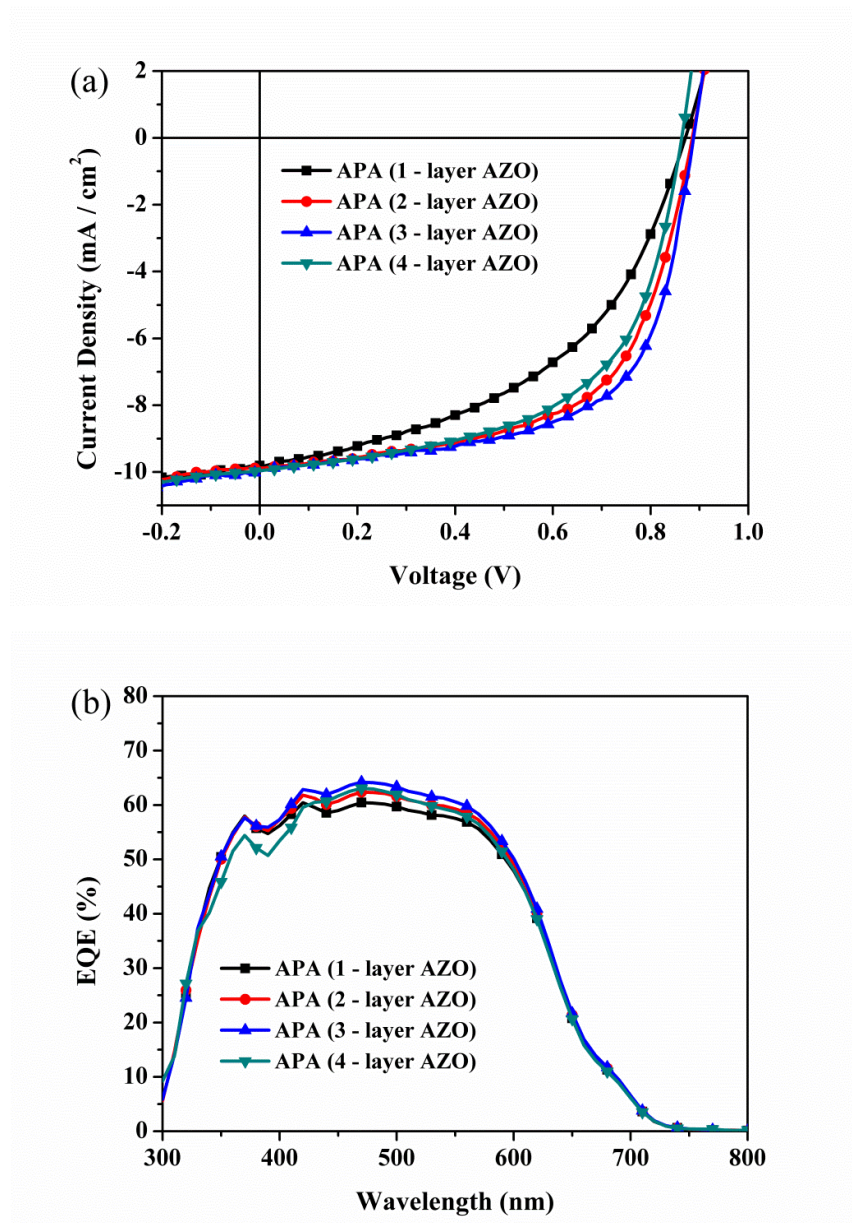 (a)
2
0
-2
-4
-6
-8
-10
Current Density (mA / cm²)
APA (1 - layer AZO)
APA (2 - layer AZO)
APA (3 - layer AZO)
APA (4 - layer AZO)
-0.2 0.0 0.2 0.4 0.6 0.8 1.0
Voltage (V)
(b)
80
70
60
50
40
30
20
10
0
EQE (%)
APA (1 - layer AZO)
APA (2 - layer AZO)
APA (3 - layer AZO)
APA (4 - layer AZO)
300 400 500 600 700 800
Wavelength (nm)